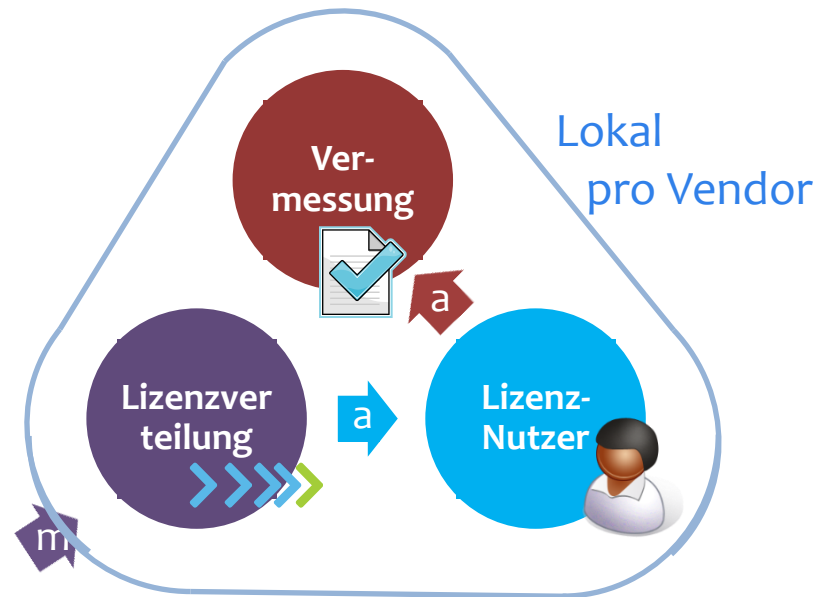 Ver-
messung
Lokal
pro Vendor
a
Lizenzver
teilung
a
Lizenz-
Nutzer
m